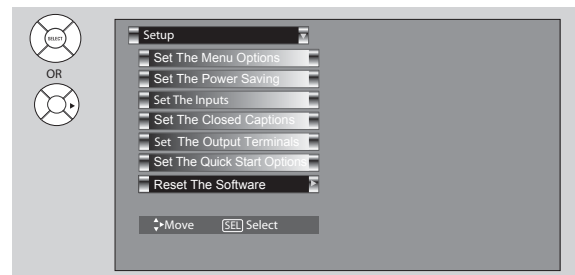 SELECT
OR
Setup
Set The Menu Options
Set The Power Saving
Set The Inputs
Set The Closed Captions
Set The Output Terminals
Set The Quick Start Options
Reset The Software
Move SEL Select